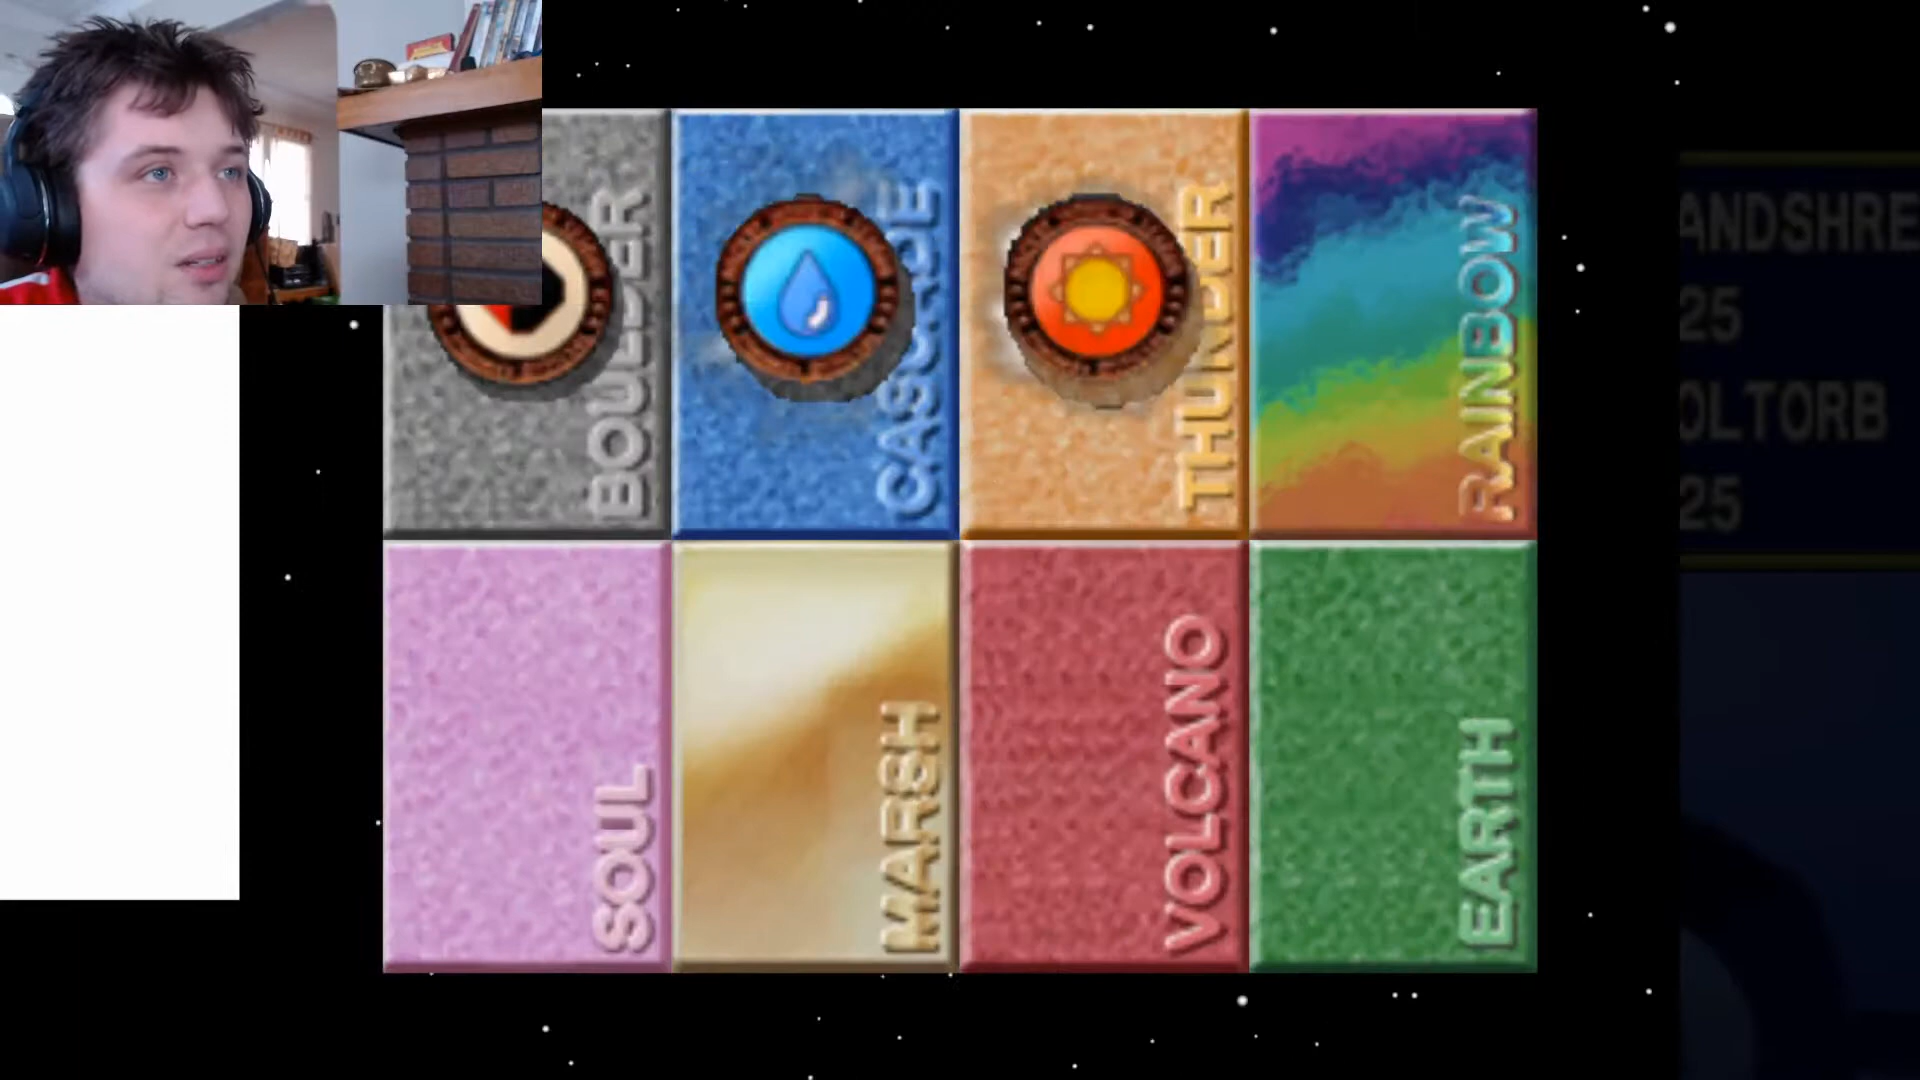 BOULDER
CASCADE
THUNDER
RAINBOW
ANDSHRE
25
OLTORB
25
SOUL
MARSH
VOLCANO
EARTH